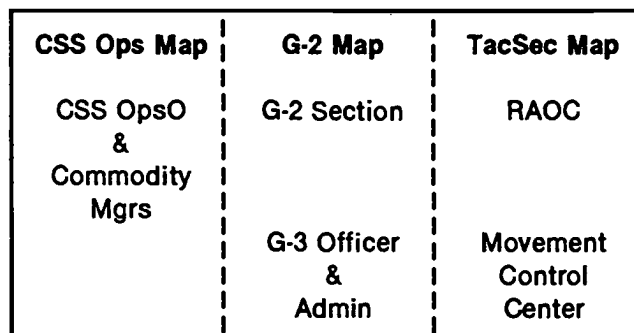 CSS Ops Map
CSS OpsO
&
Commodity
Mgrs
G-2 Map
G-2 Section
G-3 Officer
&
Admin
TacSec Map
RAOC
Movement
Control
Center